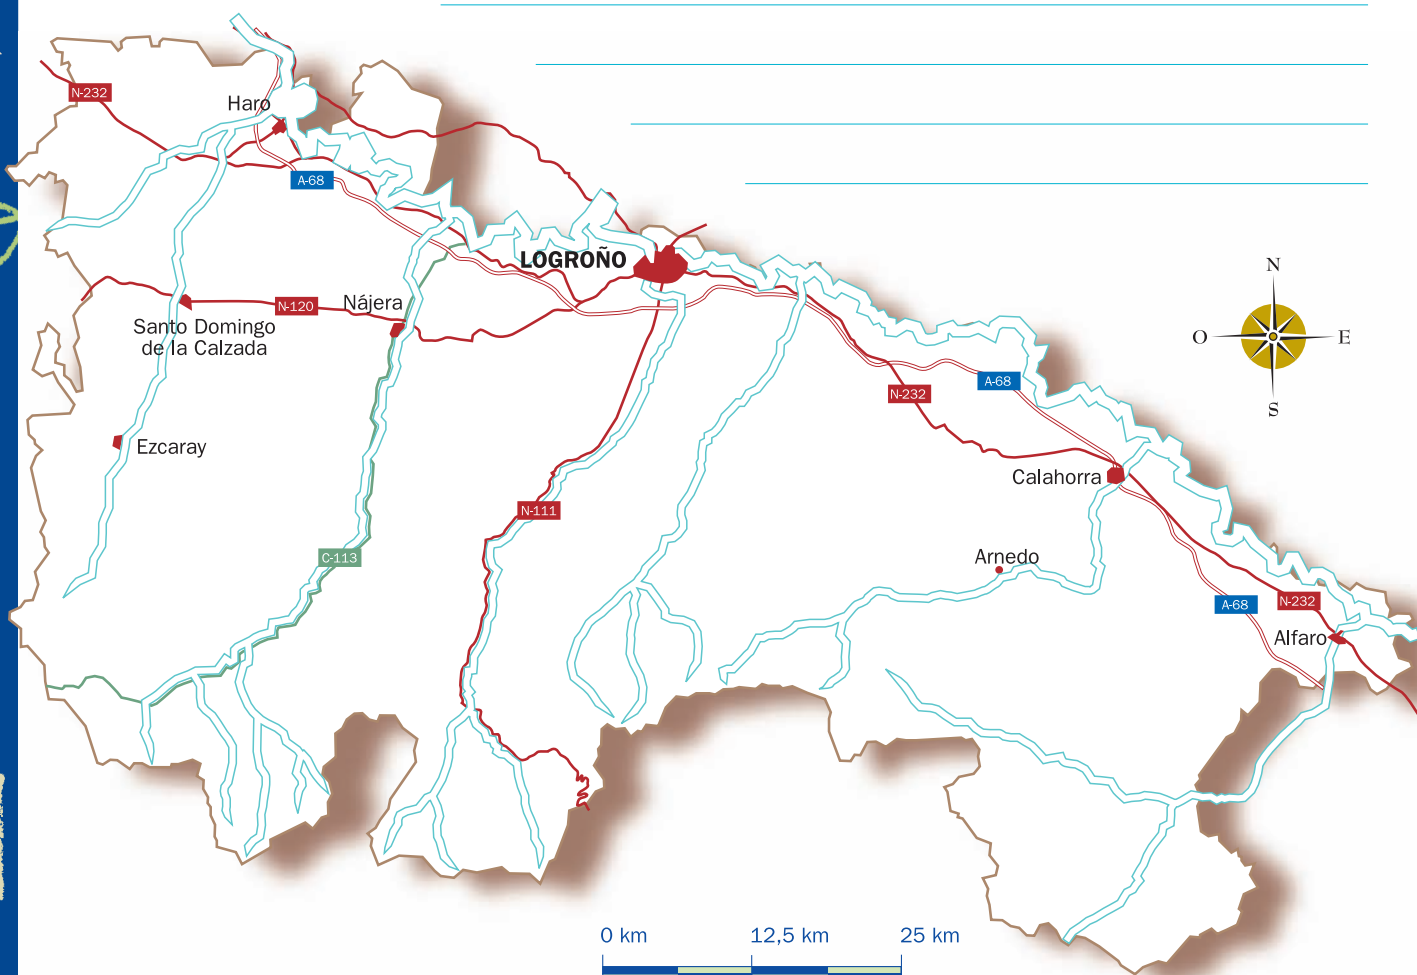 N-232
Haro
A-68
LOGROÑO
N
O
E
S
N-120
Nájera
Santo Domingo
de la Calzada
A-68
N-232
Ezcaray
Calahorra
N-111
C-113
Arnedo
A-68
N-232
Alfaro
0 km
12,5 km
25 km